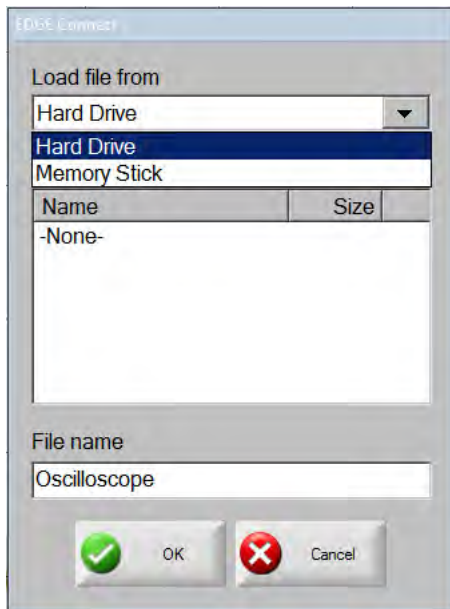 EDGE Connect
Load file from
Hard Drive
Hard Drive
Memory Stick
Name Size
-None-
File name
Oscilloscope
OK Cancel